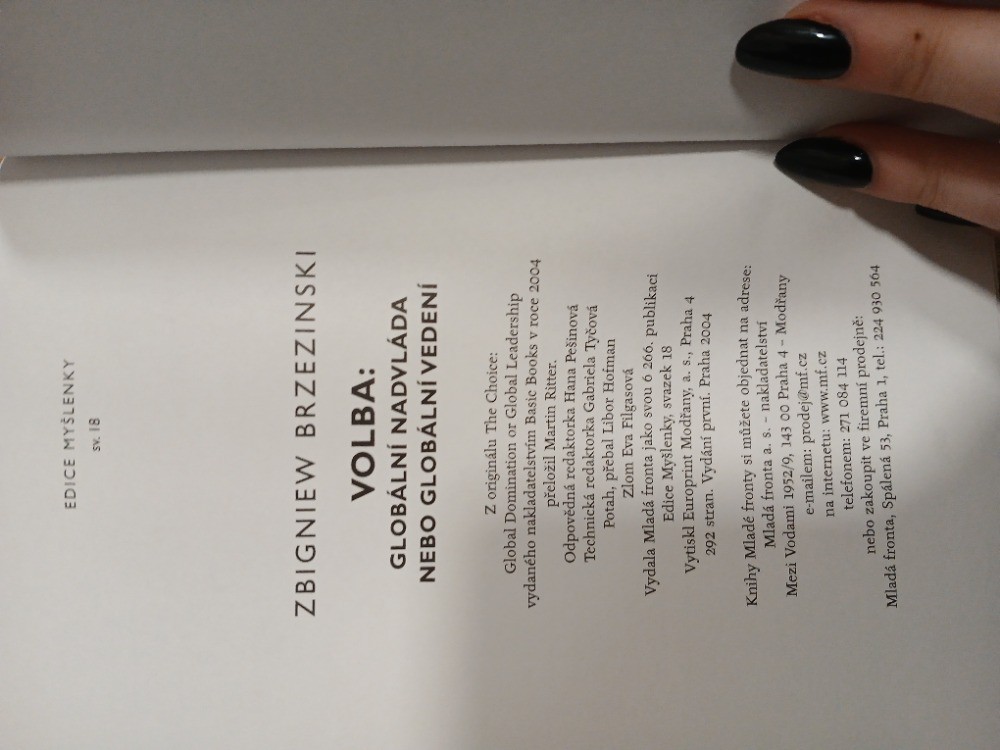 EDICE MYŠLENKY
sv. 18
ZBIGNIEW BRZEZINSKI
VOLBA:
GLOBÁLNÍ NADVLÁDA
NEBO GLOBÁLNÍ VEDENÍ
Z originálu The Choice:
Global Domination or Global Leadership
vydaného nakladatelstvím Basic Books v roce 2004
přeložil Martin Ritter.
Odpovědná redaktorka Hana Pešinová
Technická redaktorka Gabriela Tyčová
Potah, přebal Libor Hofman
Zlom Eva Filgasová
Vydala Mladá fronta jako svou 6 266. publikaci
Edice Myšlenky, svazek 18
Vytiskl Europrint Modřany, a. s., Praha 4
292 stran. Vydání první. Praha 2004
Knihy Mladé fronty si můžete objednat na adrese:
Mladá fronta a. s. - nakladatelství
Mezi Vodami 1952/9, 143 00 Praha 4 - Modřany
e-mailem: prodej@mf.cz
na internetu: www.mf.cz
telefonem: 271 084 114
nebo zakoupit ve firemní prodejně:
Mladá fronta, Spálená 53, Praha 1, tel.: 224 930 564